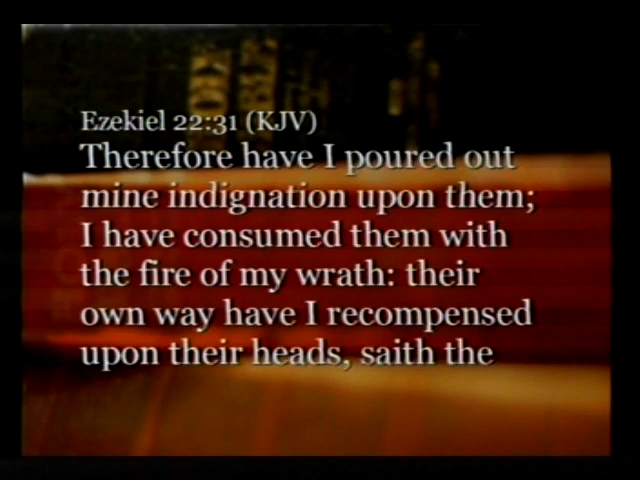 Ezekiel 22:31 (KJV)
Therefore have I poured out
mine indignation upon them;
I have consumed them with
the fire of my wrath: their
own way have I recompensed
upon their heads, saith the